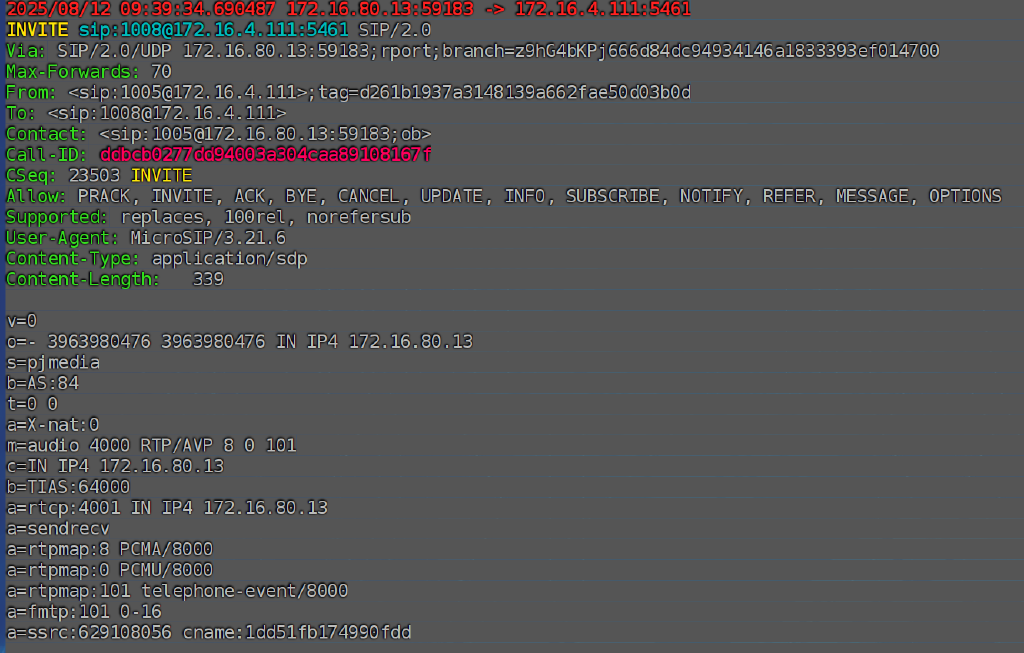 2025/08/12 09:39:34.690487 172.16.80.13:59183 -> 172.16.4.111:5461
INVITE sip:1008@172.16.4.111:5461 SIP/2.0
Via: SIP/2.0/UDP 172.16.80.13:59183;rport;branch=z9hG4bKPj666d84dc94934146a1833393ef014700
Max-Forwards: 70
From: <sip:1005@172.16.4.111>;tag=d261b1937a3148139a662fae50d03b0d
To: <sip:1008@172.16.4.111>
Contact: <sip:1005@172.16.80.13:59183;ob>
Call-ID: ddbcb0277dd94003a304caa89108167f
CSeq: 23503 INVITE
Allow: PRACK, INVITE, ACK, BYE, CANCEL, UPDATE, INFO, SUBSCRIBE, NOTIFY, REFER, MESSAGE, OPTIONS
Supported: replaces, 100rel, norefersub
User-Agent: MicroSIP/3.21.6
Content-Type: application/sdp
Content-Length:   339

v=0
o=- 3963980476 3963980476 IN IP4 172.16.80.13
s=pjmedia
b=AS:84
t=0 0
a=X-nat:0
m=audio 4000 RTP/AVP 8 0 101
c=IN IP4 172.16.80.13
b=TIAS:64000
a=rtcp:4001 IN IP4 172.16.80.13
a=sendrecv
a=rtpmap:8 PCMA/8000
a=rtpmap:0 PCMU/8000
a=rtpmap:101 telephone-event/8000
a=fmtp:101 0-16
a=ssrc:629108056 cname:1dd51fb174990fdd